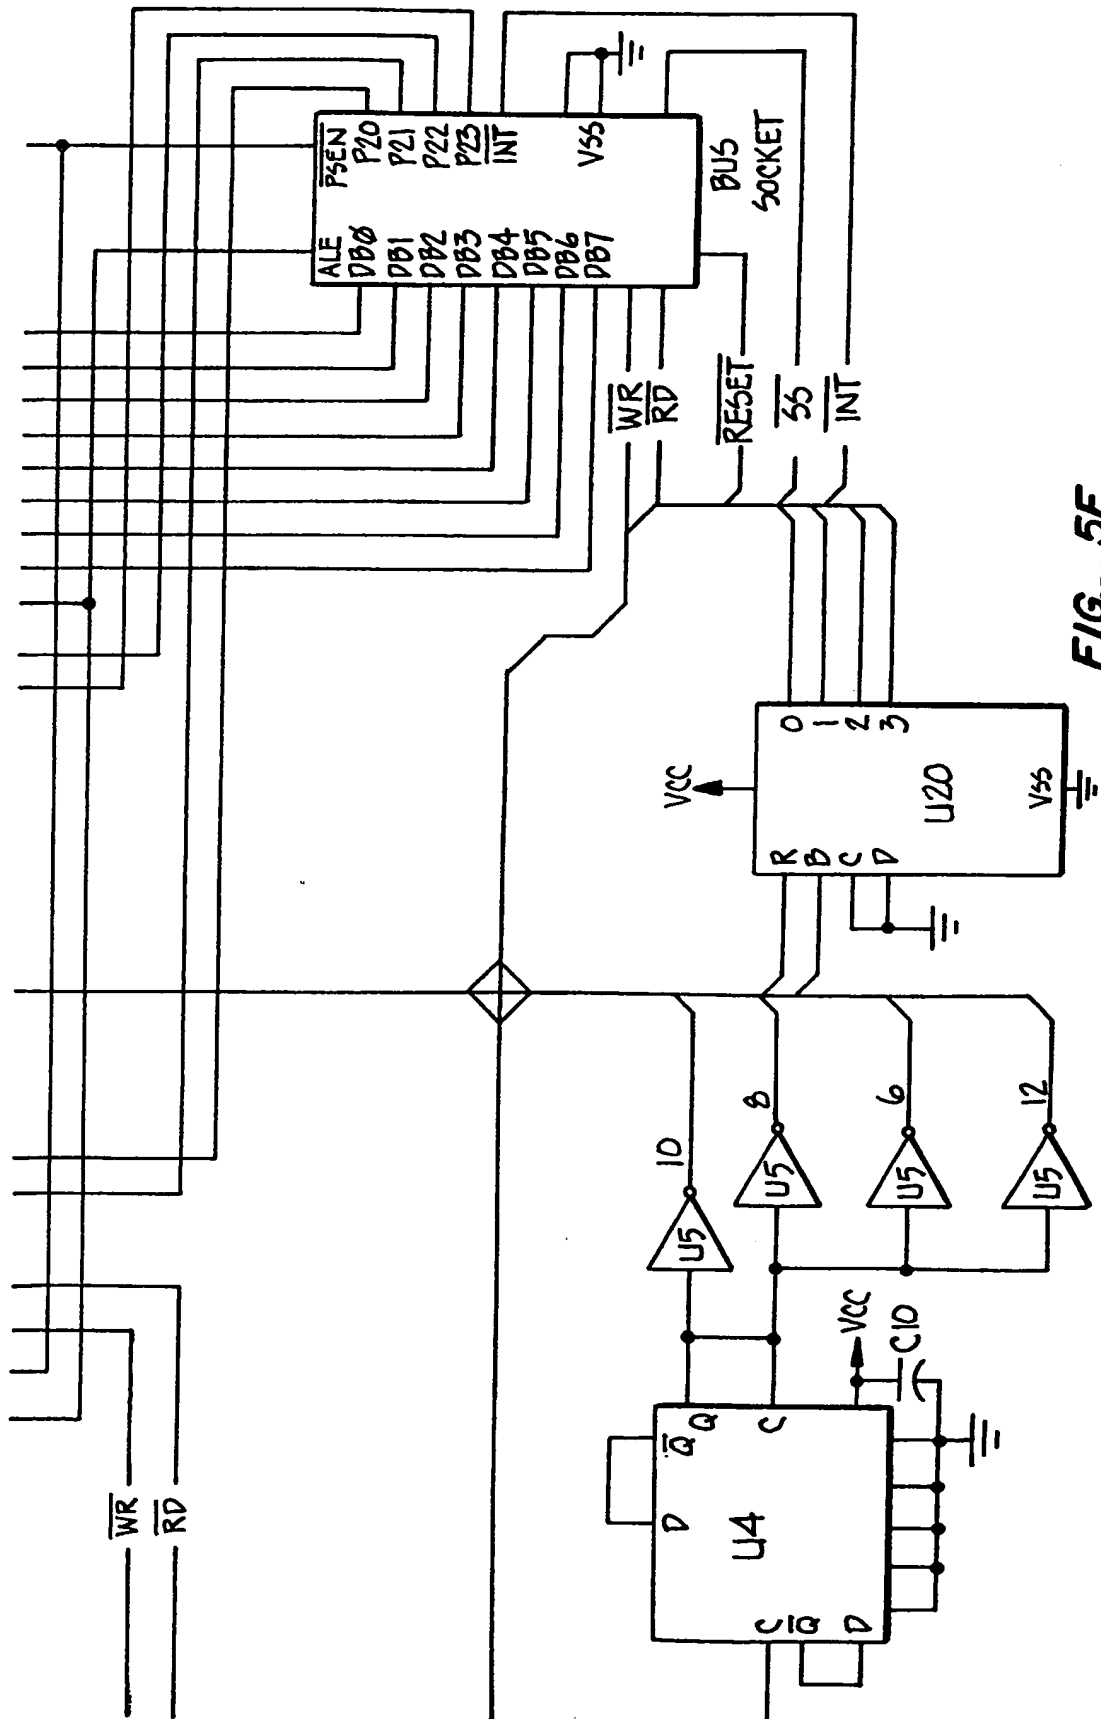 ALE
PSEN
DBØ
P20
DB1
P21
DB2
P22
DB3
P23
DB4
INT
DB5
DB6
VSS
DB7
BUS
SOCKET
WR
RD
RESET
SS
INT
VCC
R
B
C
D
0
1
2
3
U20
VSS
10
8
6
12
U5
U5
U5
U5
VCC
C10
D
Q
Q
C
U4
C
Q
D
WR
RD
FIG. 5F